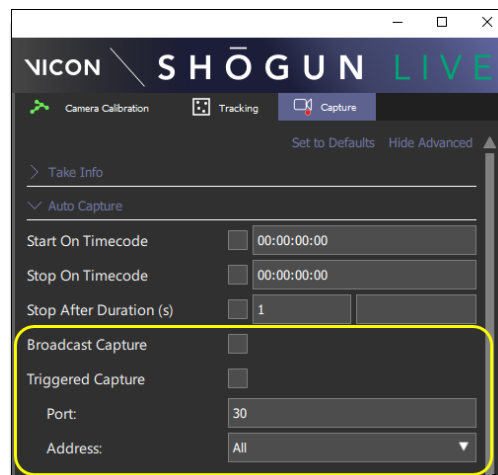 VICON SHŌGUN LIVE
Camera Calibration Tracking Capture
Set to Defaults Hide Advanced
Take Info
Auto Capture
Start On Timecode 00:00:00:00
Stop On Timecode 00:00:00:00
Stop After Duration (s) 1
Broadcast Capture
Triggered Capture
Port: 30
Address: All